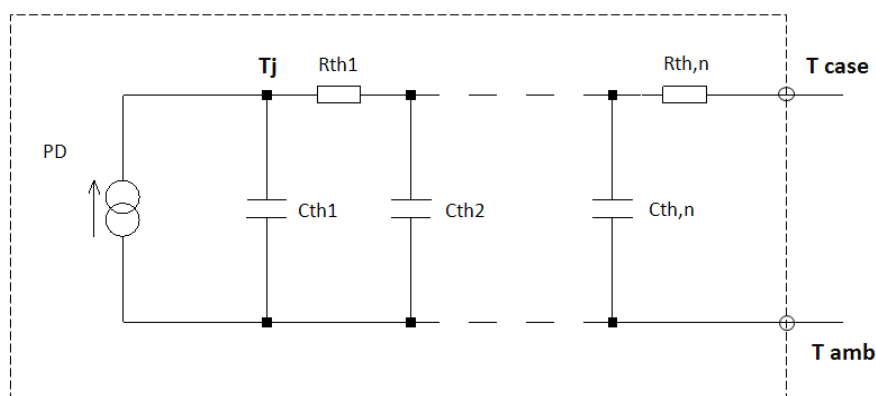 Tj
Rth1
Rth,n
T case
PD
Cth1
Cth2
Cth,n
T amb